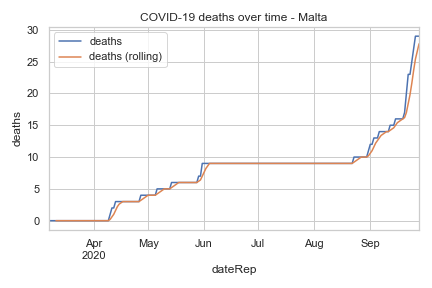 COVID-19 deaths over time - Malta
deaths
deaths (rolling)
30
25
20
15
10
5
0
deaths
Apr
2020
May
Jun
Jul
Aug
Sep
dateRep